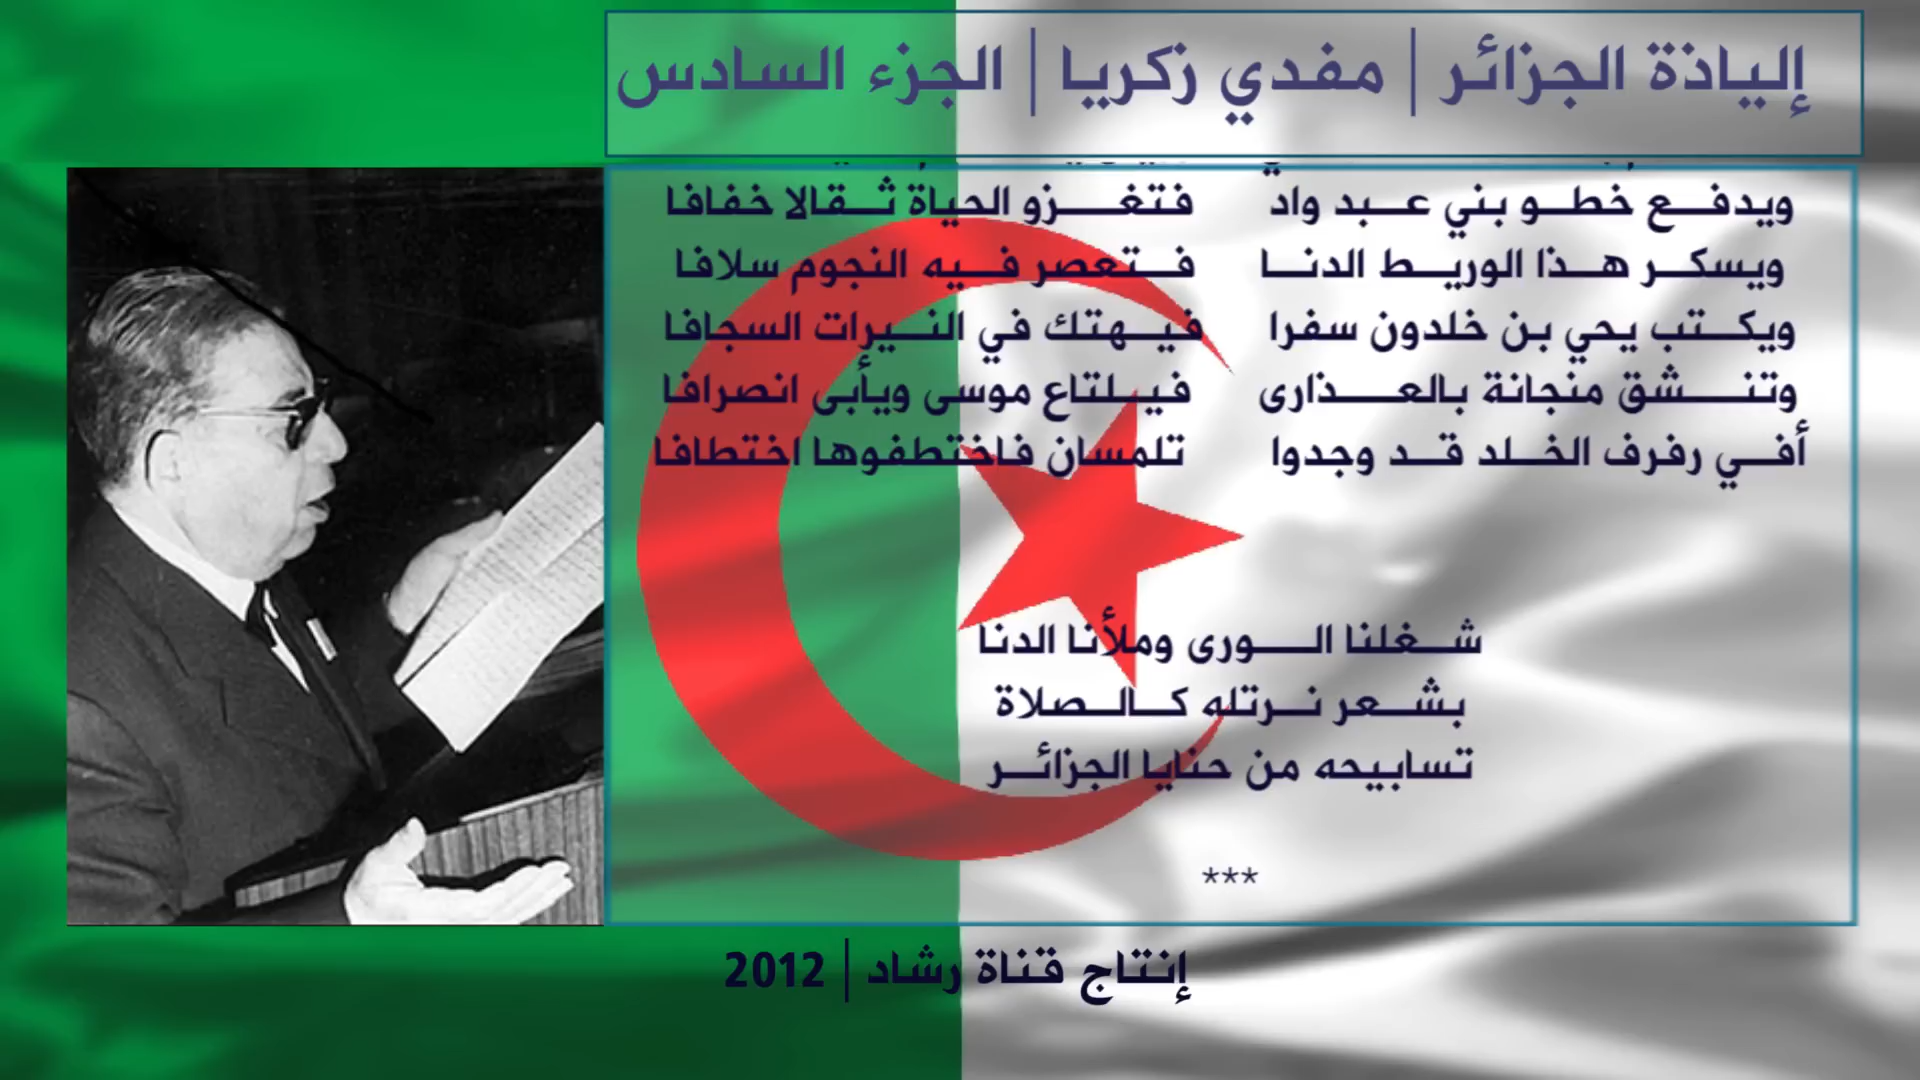 إلياذة الجزائر | مفدي زكريا | الجزء السادس
ويدفع خطو بني عبد واد فتغزو الحياة ثقالا خفافا
ويسكر هذا الوريط الدنا فتعصر فيه النجوم سلافا
ويكتب يحي بن خلدون سفرا فيهتك في النيرات السجافا
وتنشق منجانة بالعذارى فيلتاع موسى ويأبى انصرافا
أفي رفرف الخلد قد وجدوا تلمسان فاختطفوها اختطافا
شغلنا الورى وملأنا الدنا
بشعر نرتله كالصلاة
تسابيحه من حنايا الجزائر
***
إنتاج قناة رشاد | 2012